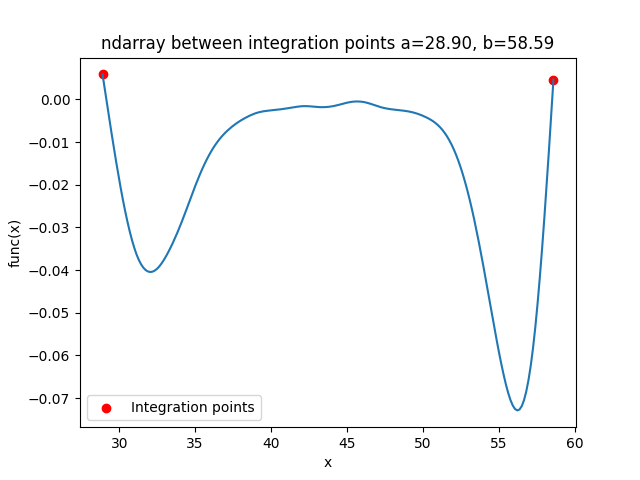 ndarray between integration points a=28.90, b=58.59
0.00
−0.01
−0.02
−0.03
−0.04
−0.05
−0.06
−0.07
func(x)
Integration points
30 35 40 45 50 55 60
x